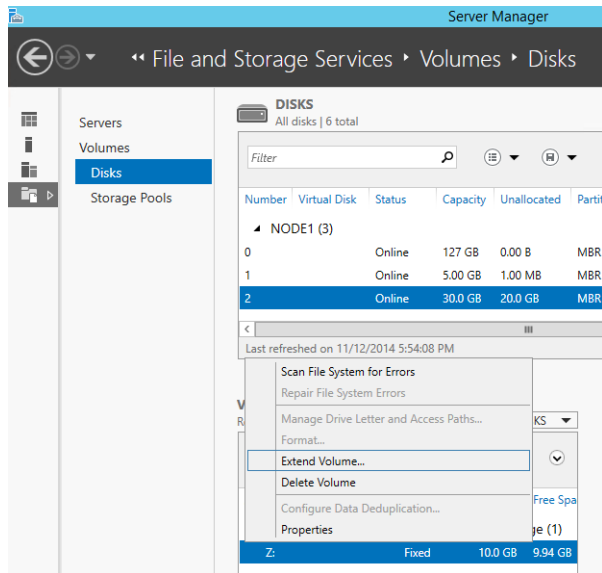 Server Manager
◂◂ File and Storage Services ▸ Volumes ▸ Disks
Servers
Volumes
Disks
Storage Pools
DISKS
All disks | 6 total
Filter
Number Virtual Disk Status Capacity Unallocated Partit
NODE1 (3)
0 Online 127 GB 0.00 B MBR
1 Online 5.00 GB 1.00 MB MBR
2 Online 30.0 GB 20.0 GB MBR
Last refreshed on 11/12/2014 5:54:08 PM
Scan File System for Errors
Repair File System Errors
Manage Drive Letter and Access Paths...
KS
Format...
Extend Volume...
Delete Volume
Free Spa
Configure Data Deduplication...
Properties
ge (1)
Z: Fixed 10.0 GB 9.94 GB